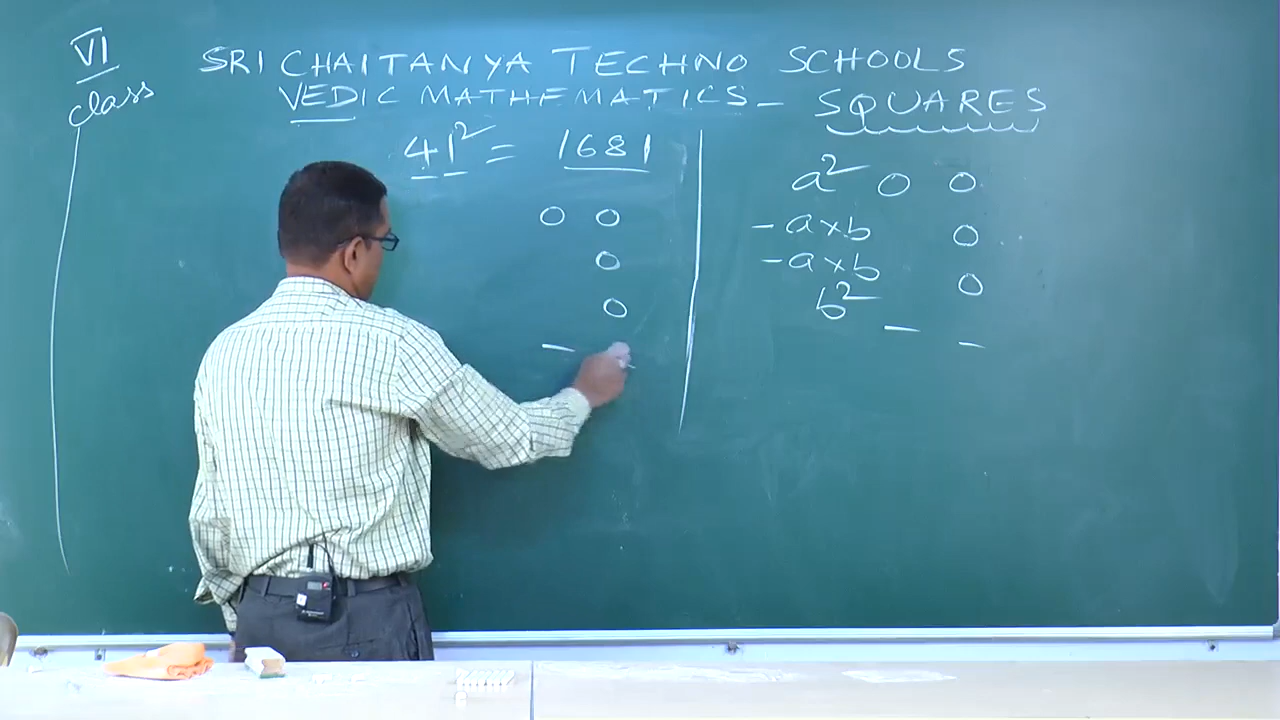 VI
class
SRI CHAITANYA TECHNO SCHOOLS
VEDIC MATHEMATICS - SQUARES
41² = 1681
0 0
0
0
– –
a² 0 0
- a×b 0
- a×b
b² 0
– –